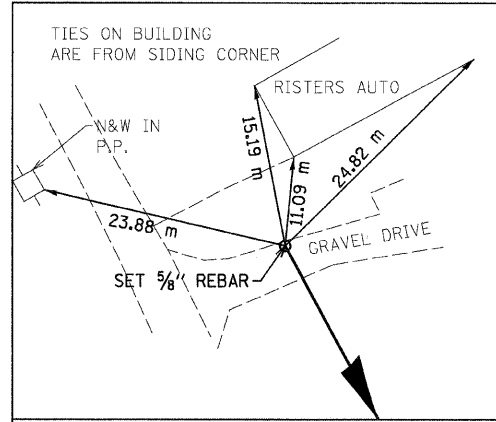 TIES ON BUILDING
ARE FROM SIDING CORNER
RISTERS AUTO
N&W IN
P.P.
15.19 m
11.09 m
24.82 m
23.88 m
GRAVEL DRIVE
SET 5/8" REBAR